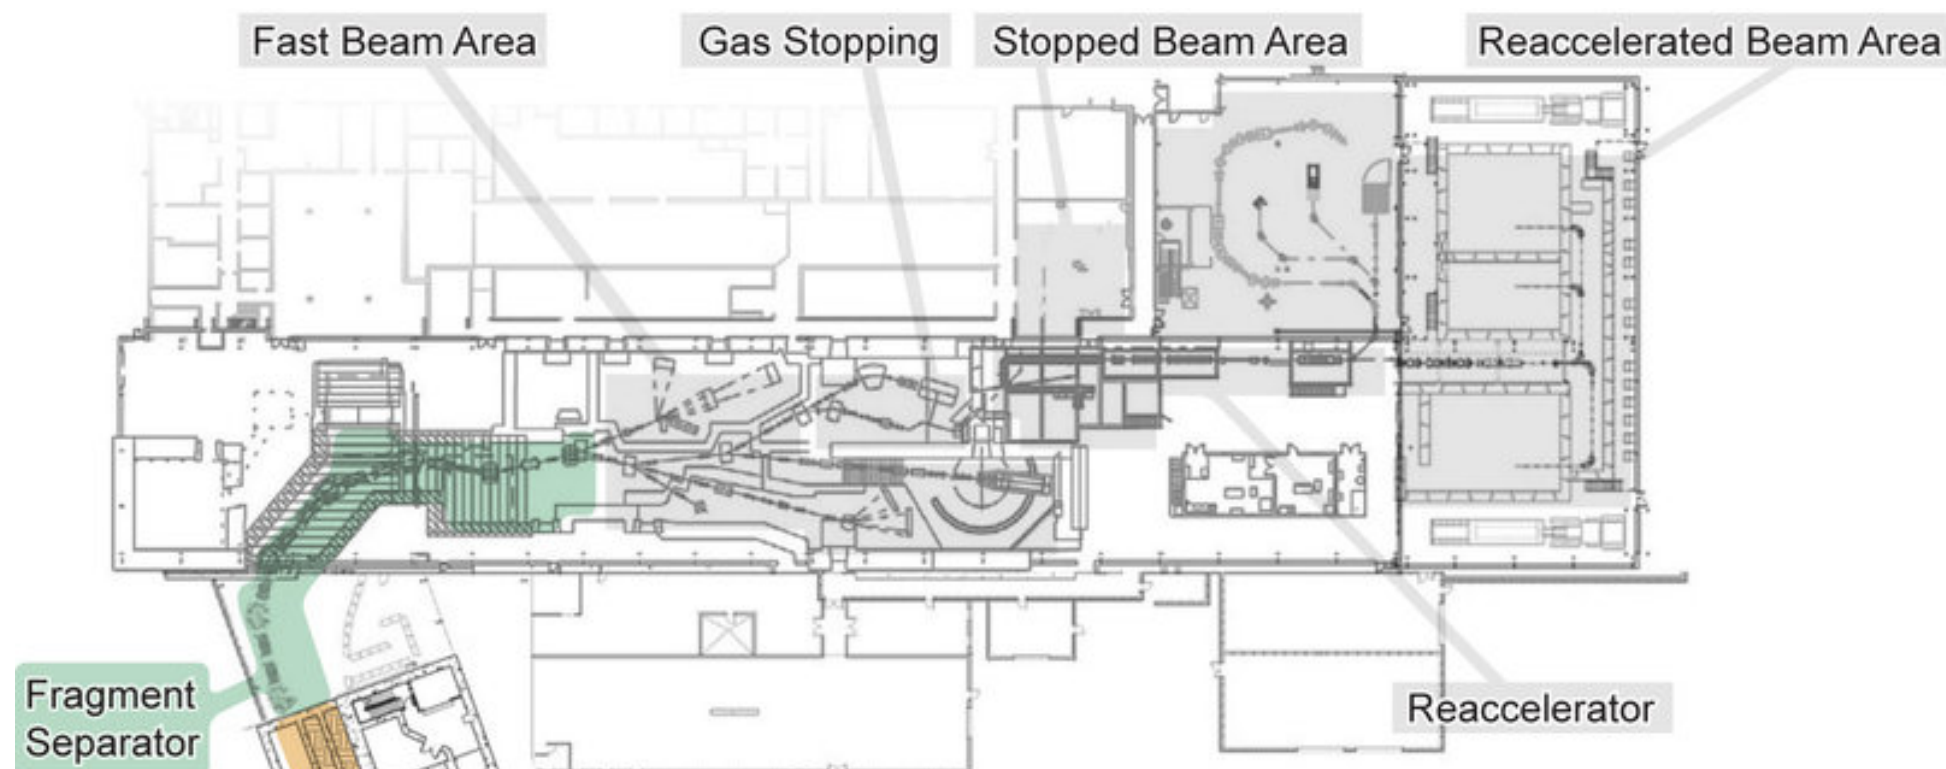 Fast Beam Area
Gas Stopping
Stopped Beam Area
Reaccelerated Beam Area
Fragment
Separator
Reaccelerator